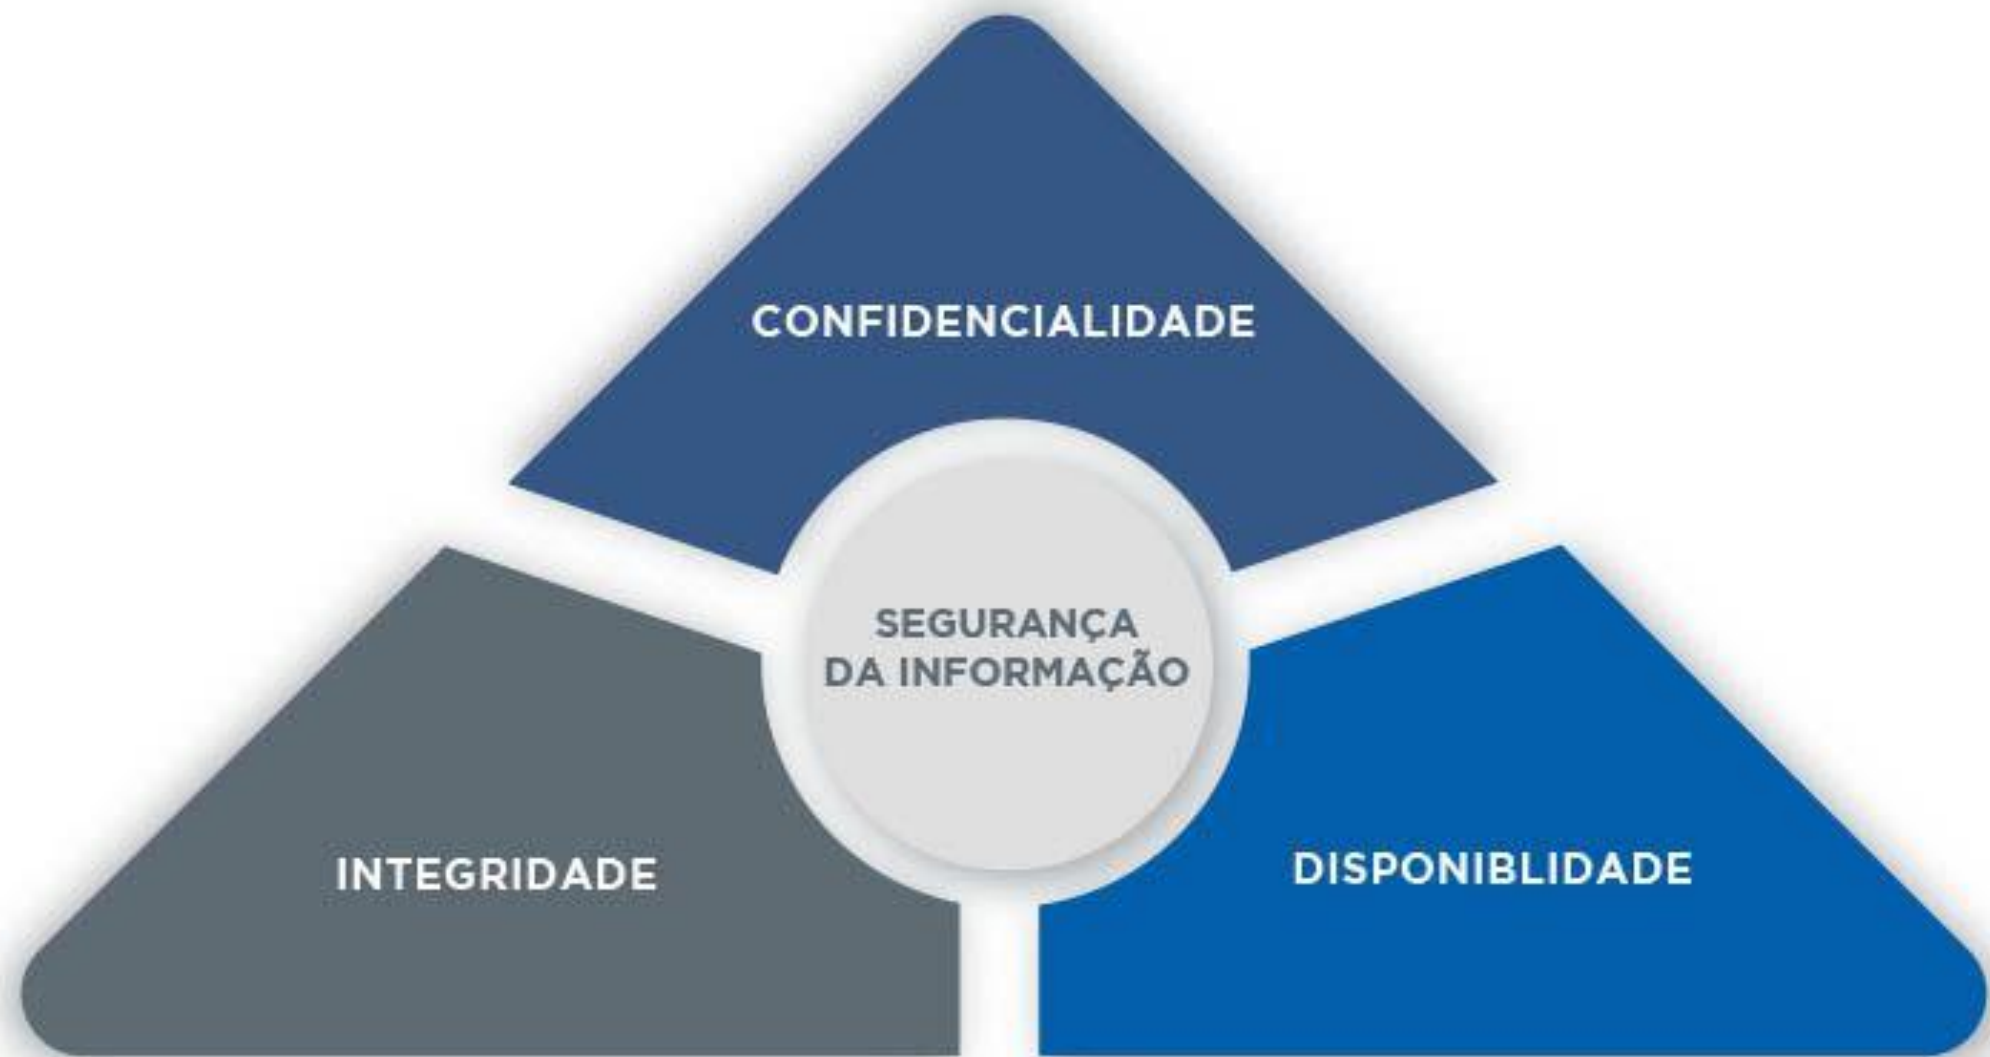 CONFIDENCIALIDADE
SEGURANÇA
DA INFORMAÇÃO
INTEGRIDADE
DISPONIBLIDADE